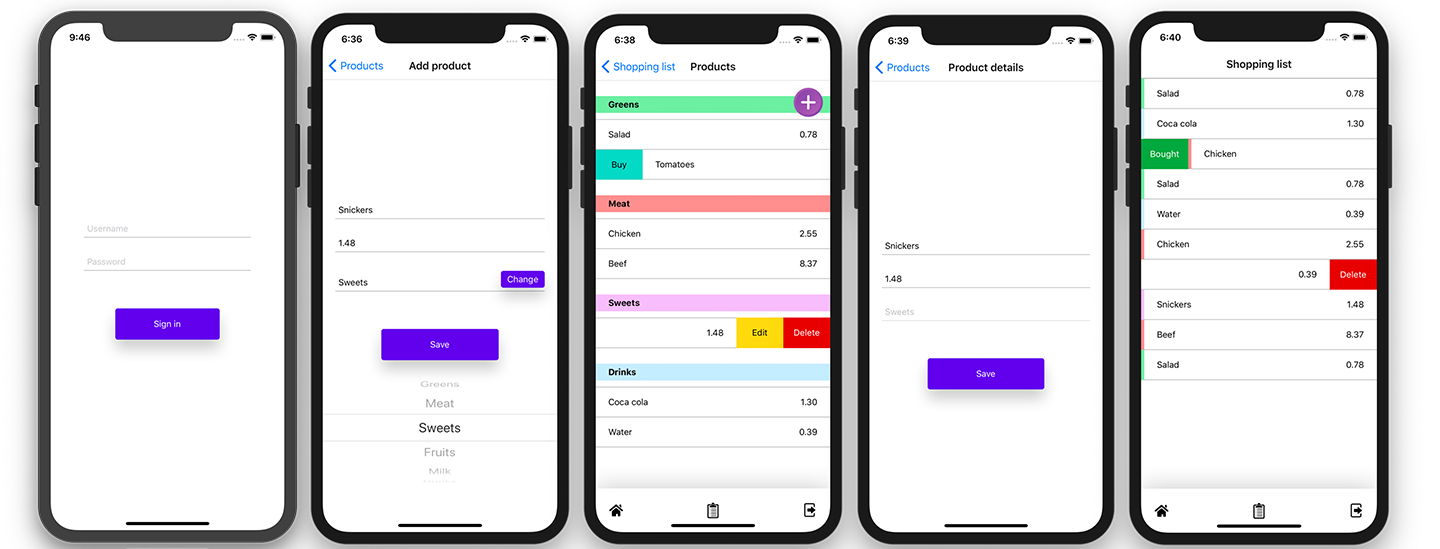 9:46
Username
Password
Sign in
6:36
Products
Add product
Snickers
1.48
Sweets
Change
Save
Greens
Meat
Sweets
Fruits
Milk
6:38
Shopping list
Products
Greens
Salad 0.78
Buy Tomatoes
Meat
Chicken 2.55
Beef 8.37
Sweets
1.48 Edit Delete
Drinks
Coca cola 1.30
Water 0.39
6:39
Products
Product details
Snickers
1.48
Sweets
Save
6:40
Shopping list
Salad 0.78
Coca cola 1.30
Bought Chicken
Salad 0.78
Water 0.39
Chicken 2.55
0.39 Delete
Snickers 1.48
Beef 8.37
Salad 0.78